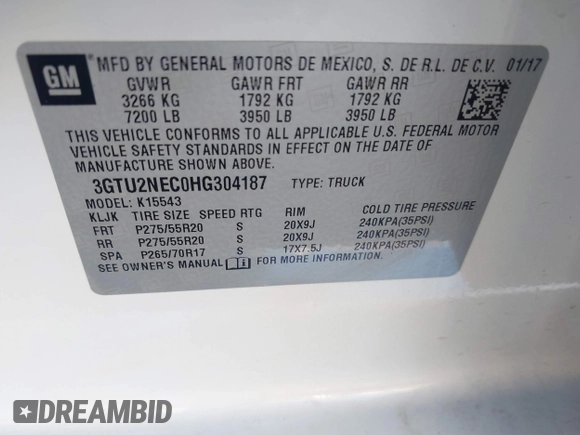 GM
MFD BY GENERAL MOTORS DE MEXICO, S. DE R.L. DE C.V. 01/17
GVWR GAWR FRT GAWR RR
3266 KG 1792 KG 1792 KG
7200 LB 3950 LB 3950 LB
THIS VEHICLE CONFORMS TO ALL APPLICABLE U.S. FEDERAL MOTOR
VEHICLE SAFETY STANDARDS IN EFFECT ON THE DATE OF
MANUFACTURE SHOWN ABOVE.
3GTU2NEC0HG304187 TYPE: TRUCK
MODEL: K15543
KLJK TIRE SIZE SPEED RTG RIM COLD TIRE PRESSURE
FRT P275/55R20 S 20X9J 240KPA(35PSI)
RR P275/55R20 S 20X9J 240KPA(35PSI)
SPA P265/70R17 S 17X7.5J 240KPA(35PSI)
SEE OWNER'S MANUAL FOR ADDITIONAL INFORMATION.
DREAMBID